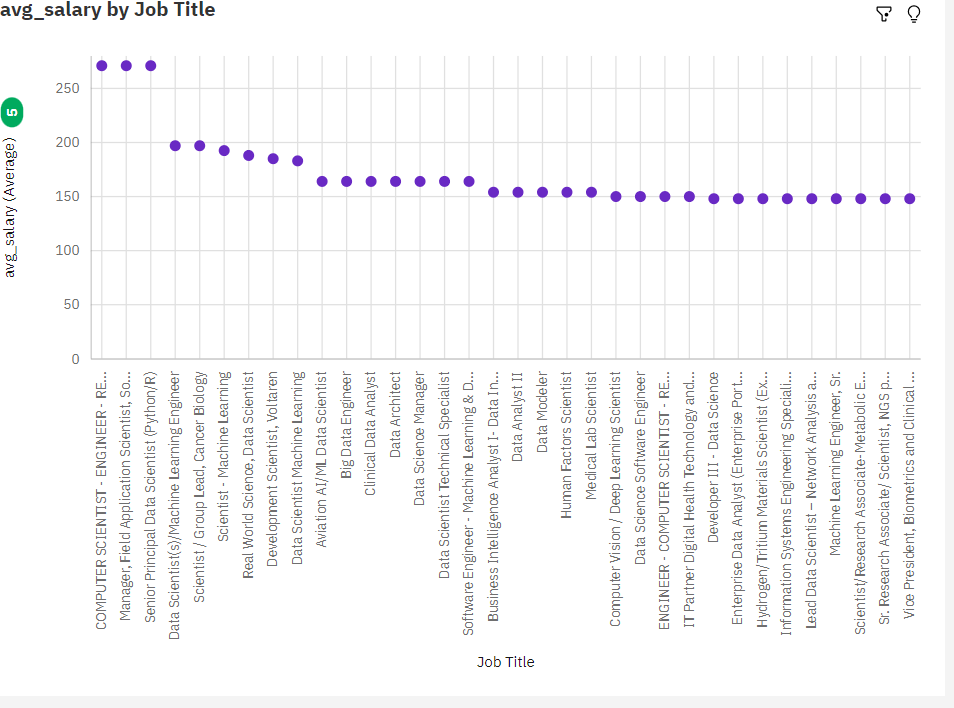 avg_salary by Job Title
5
avg_salary (Average)
250
200
150
100
50
0
COMPUTER SCIENTIST - ENGINEER - RE...
Manager, Field Application Scientist, So...
Senior Principal Data Scientist (Python/R)
Data Scientist(s)/Machine Learning Engineer
Scientist / Group Lead, Cancer Biology
Scientist - Machine Learning
Real World Science, Data Scientist
Development Scientist, Voltaren
Data Scientist Machine Learning
Aviation AI/ML Data Scientist
Big Data Engineer
Clinical Data Analyst
Data Architect
Data Science Manager
Data Scientist Technical Specialist
Software Engineer - Machine Learning & D...
Business Intelligence Analyst I- Data In...
Data Analyst II
Data Modeler
Human Factors Scientist
Medical Lab Scientist
Computer Vision / Deep Learning Scientist
Data Science Software Engineer
ENGINEER - COMPUTER SCIENTIST - RE...
IT Partner Digital Health Technology and...
Developer III - Data Science
Enterprise Data Analyst (Enterprise Port...
Hydrogen/Tritium Materials Scientist (Ex...
Information Systems Engineering Speciali...
Lead Data Scientist – Network Analysis a...
Machine Learning Engineer, Sr.
Scientist/Research Associate-Metabolic E...
Sr. Research Associate/ Scientist, NGS p...
Vice President, Biometrics and Clinical ...
Job Title